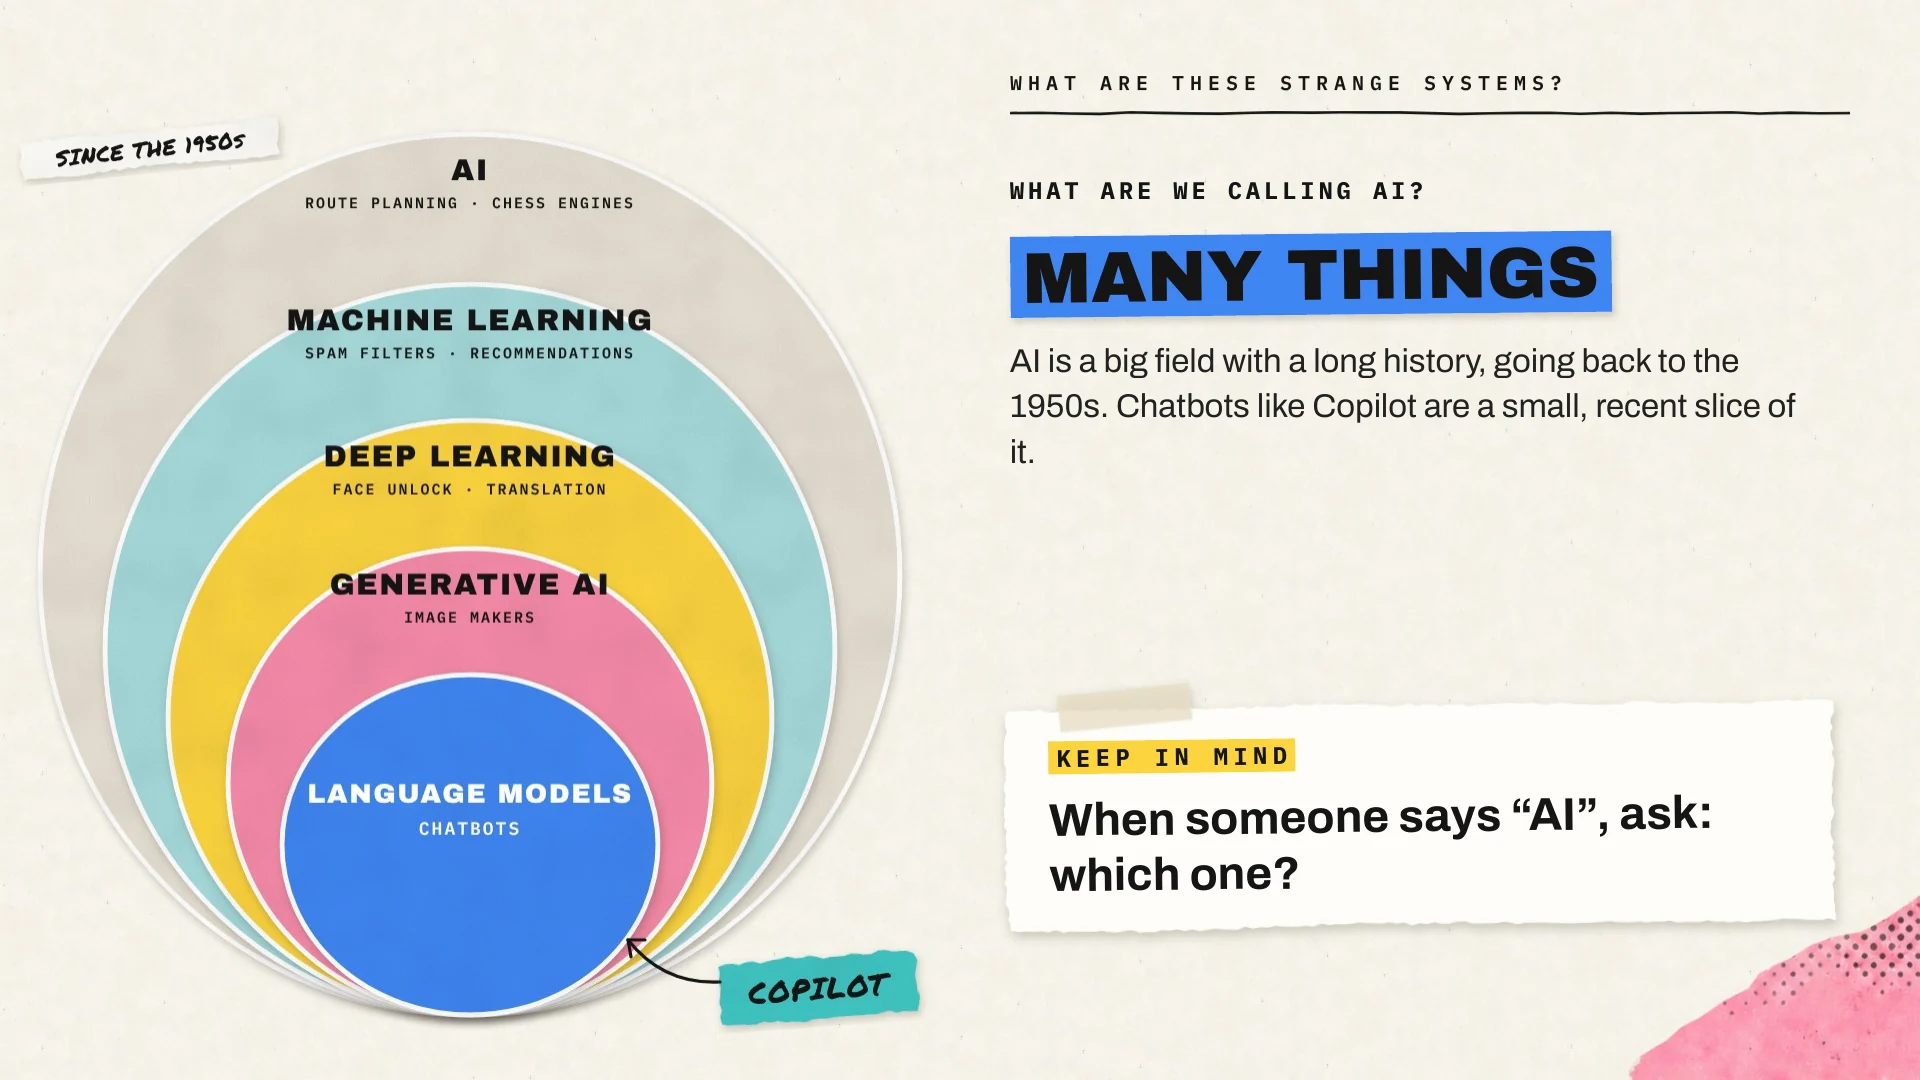 SINCE THE 1950s
AI
ROUTE PLANNING · CHESS ENGINES
MACHINE LEARNING
SPAM FILTERS · RECOMMENDATIONS
DEEP LEARNING
FACE UNLOCK · TRANSLATION
GENERATIVE AI
IMAGE MAKERS
LANGUAGE MODELS
CHATBOTS
COPILOT
WHAT ARE THESE STRANGE SYSTEMS?
WHAT ARE WE CALLING AI?
MANY THINGS
AI is a big field with a long history, going back to the
1950s. Chatbots like Copilot are a small, recent slice of
it.
KEEP IN MIND
When someone says “AI”, ask:
which one?